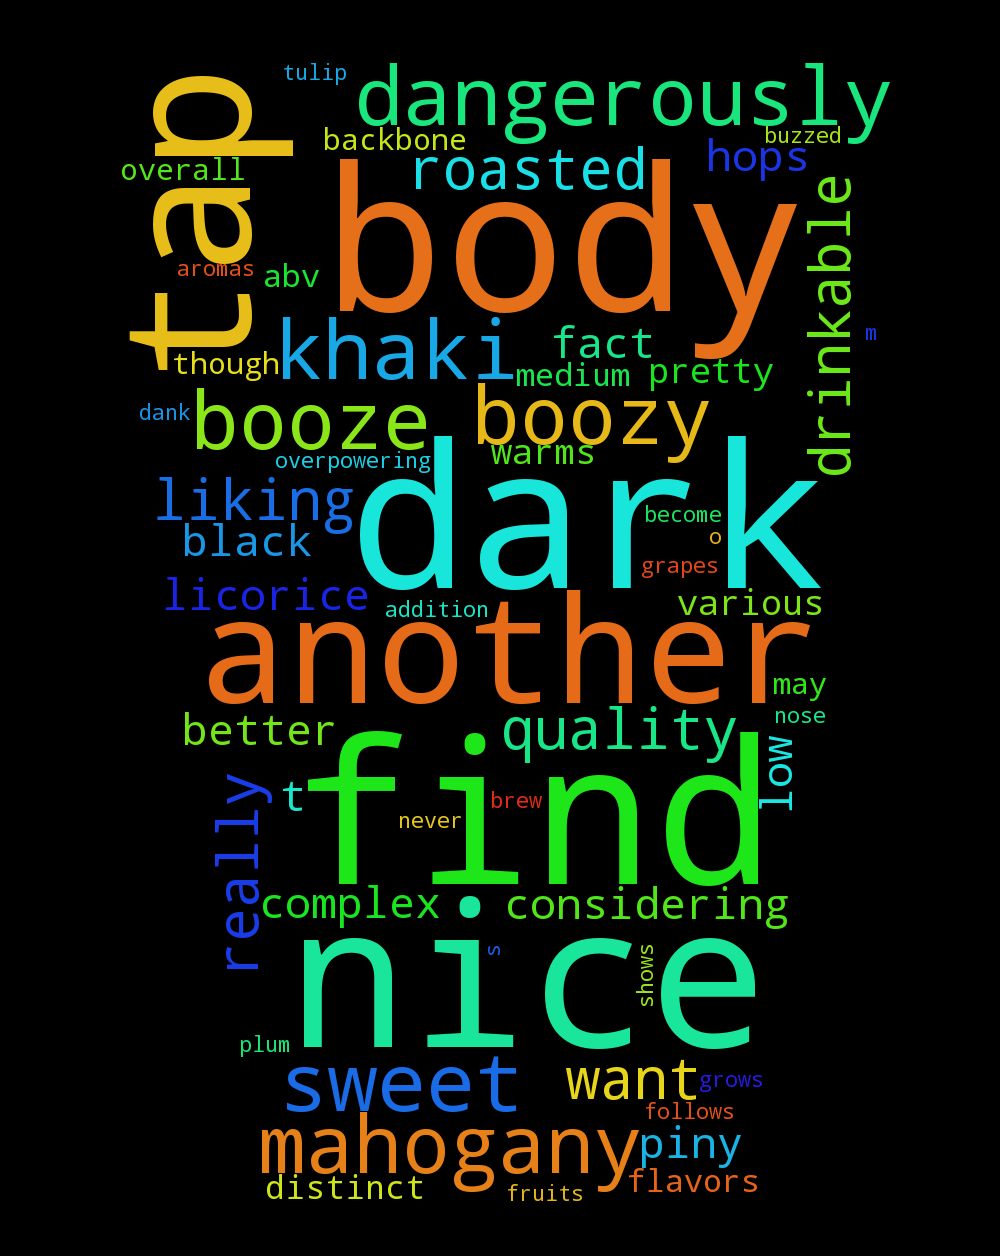 tulip
dangerously
tap
backbone
buzzed
overall
roasted
hops
body
drinkable
aromas
abv
khaki
fact
m
though
medium
pretty
dank
booze
boozy
warms
overpowering
dark
liking
become
black
o
grapes
licorice
addition
various
another
may
better
quality
nose
find
low
really
t
brew
never
complex
considering
nice
s
shows
plum
sweet
want
grows
follows
mahogany
piny
distinct
flavors
fruits